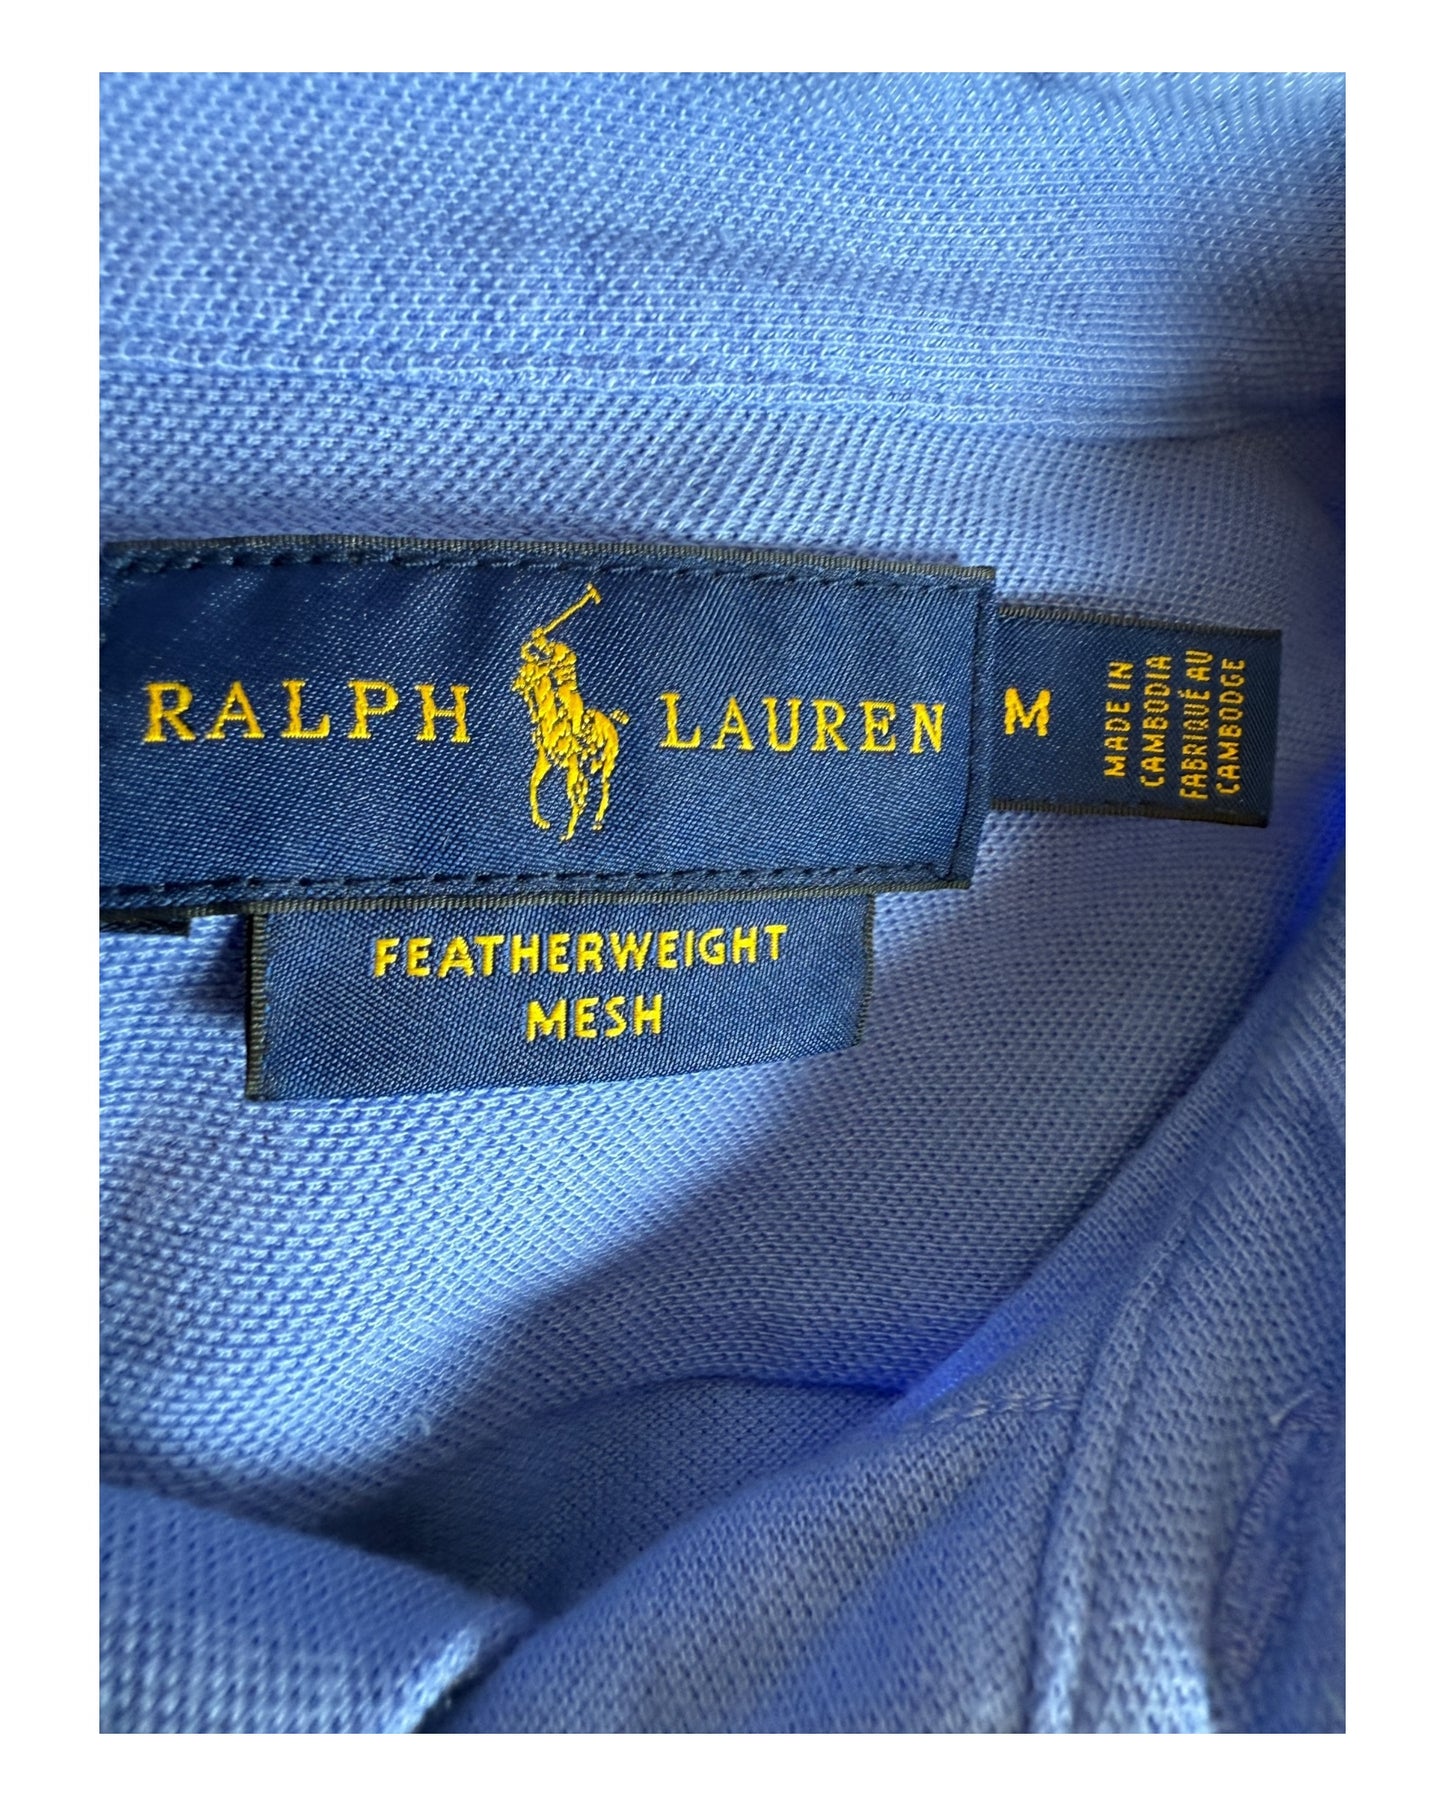 RALPH LAUREN
M
MADE IN
CAMBODIA
FABRIQUÉ AU
CAMBODGE
FEATHERWEIGHT
MESH